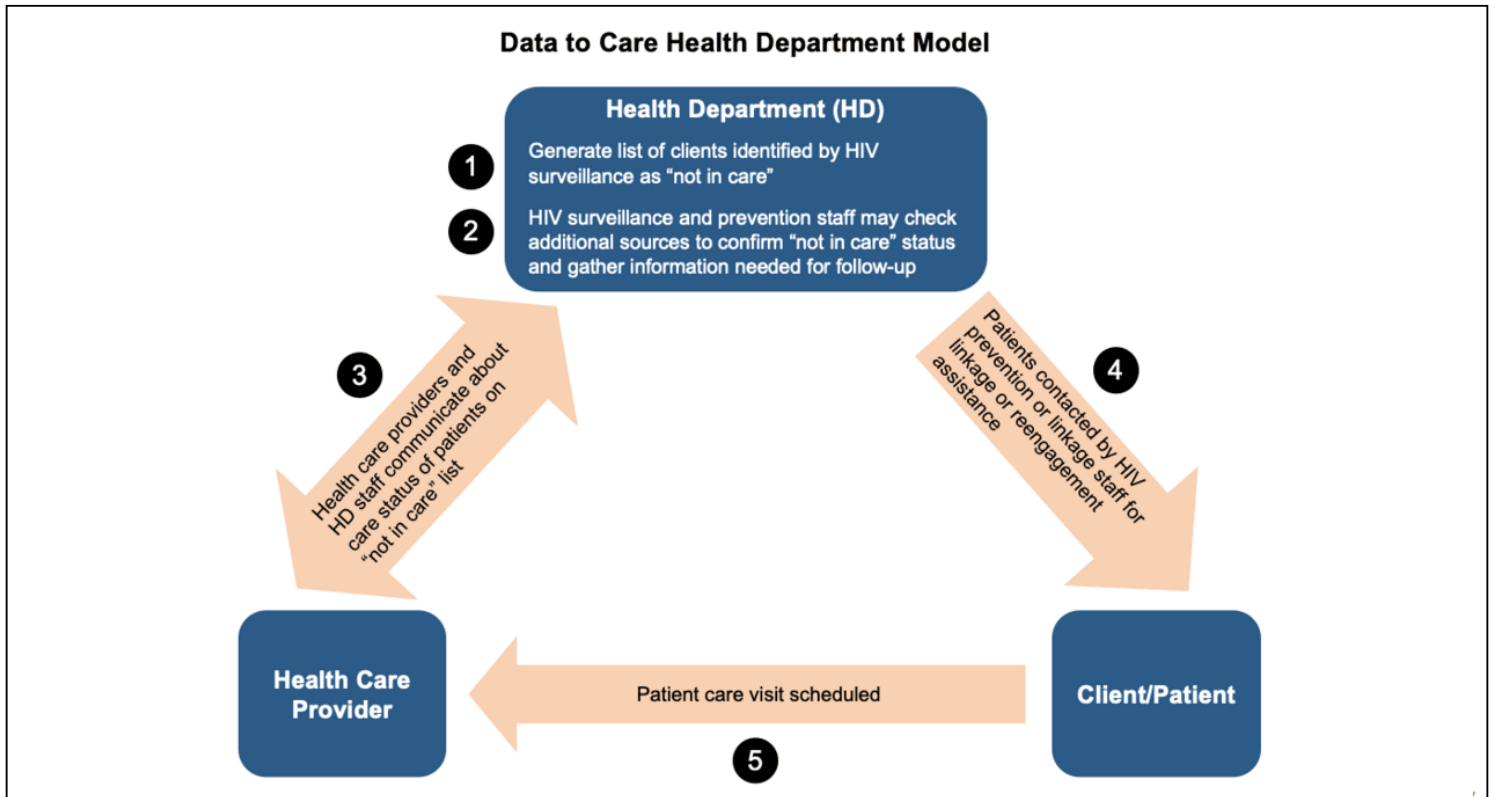 Data to Care Health Department Model
Health Department (HD)
1
Generate list of clients identified by HIV
surveillance as “not in care”
2
HIV surveillance and prevention staff may check
additional sources to confirm “not in care” status
and gather information needed for follow-up
3
Health care providers and
HD staff communicate about
care status of patients on
“not in care” list
4
Patients contacted by HIV
prevention or linkage staff for
linkage or reengagement
assistance
Health Care
Provider
Patient care visit scheduled
5
Client/Patient